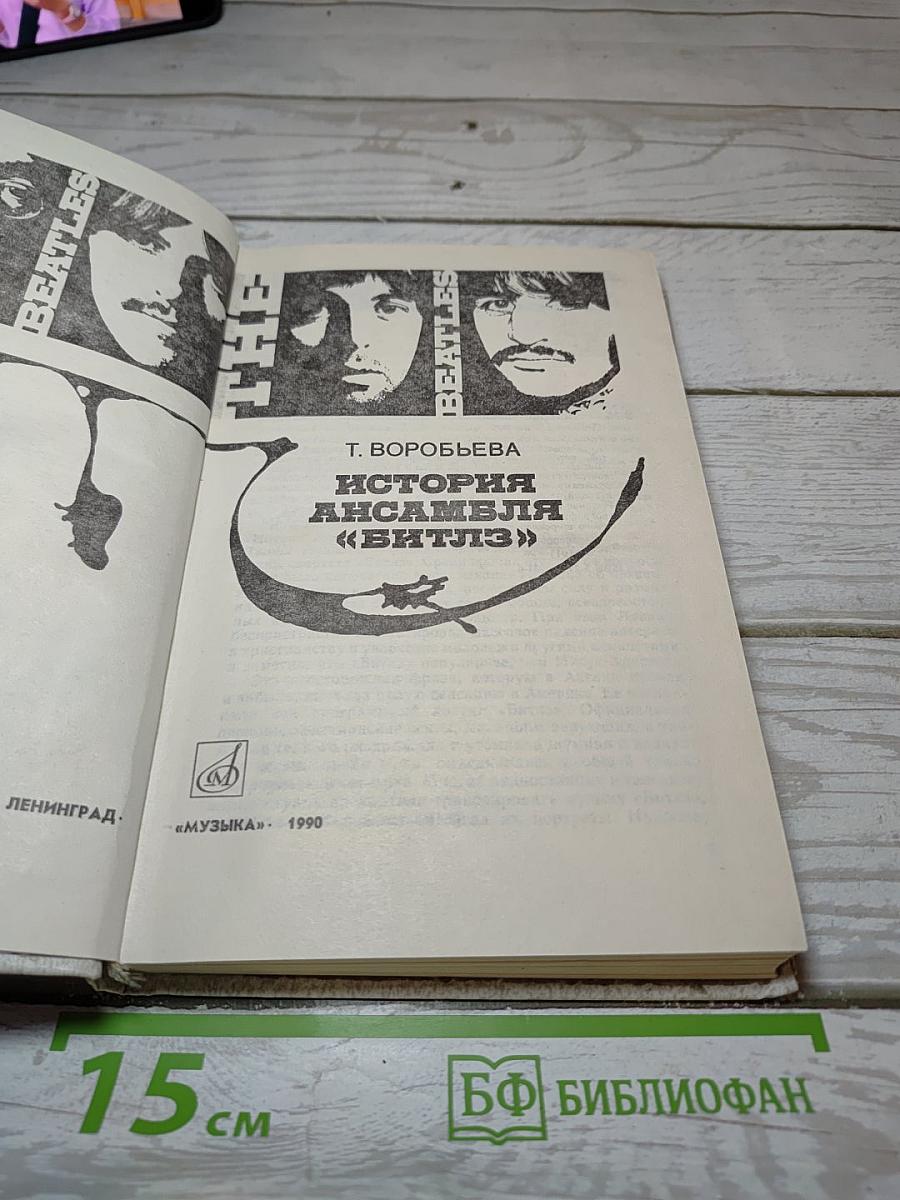 BEATLES
THE
BEATLES
Т. ВОРОБЬЕВА
ИСТОРИЯ
АНСАМБЛЯ
«БИТЛЗ»
М
ЛЕНИНГРАД ·
«МУЗЫКА» · 1990
15 см
БФ БИБЛИОФАН